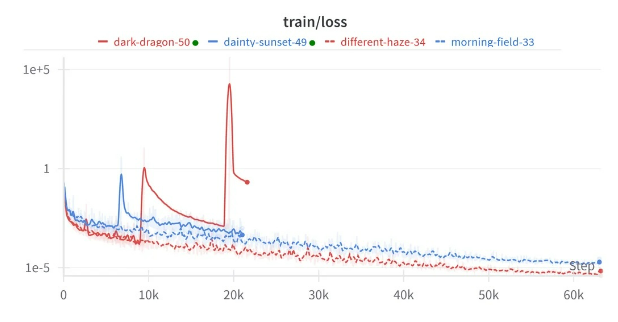 train/loss
dark-dragon-50 dainty-sunset-49 different-haze-34 morning-field-33
1e+5
1
1e-5
Step
0 10k 20k 30k 40k 50k 60k